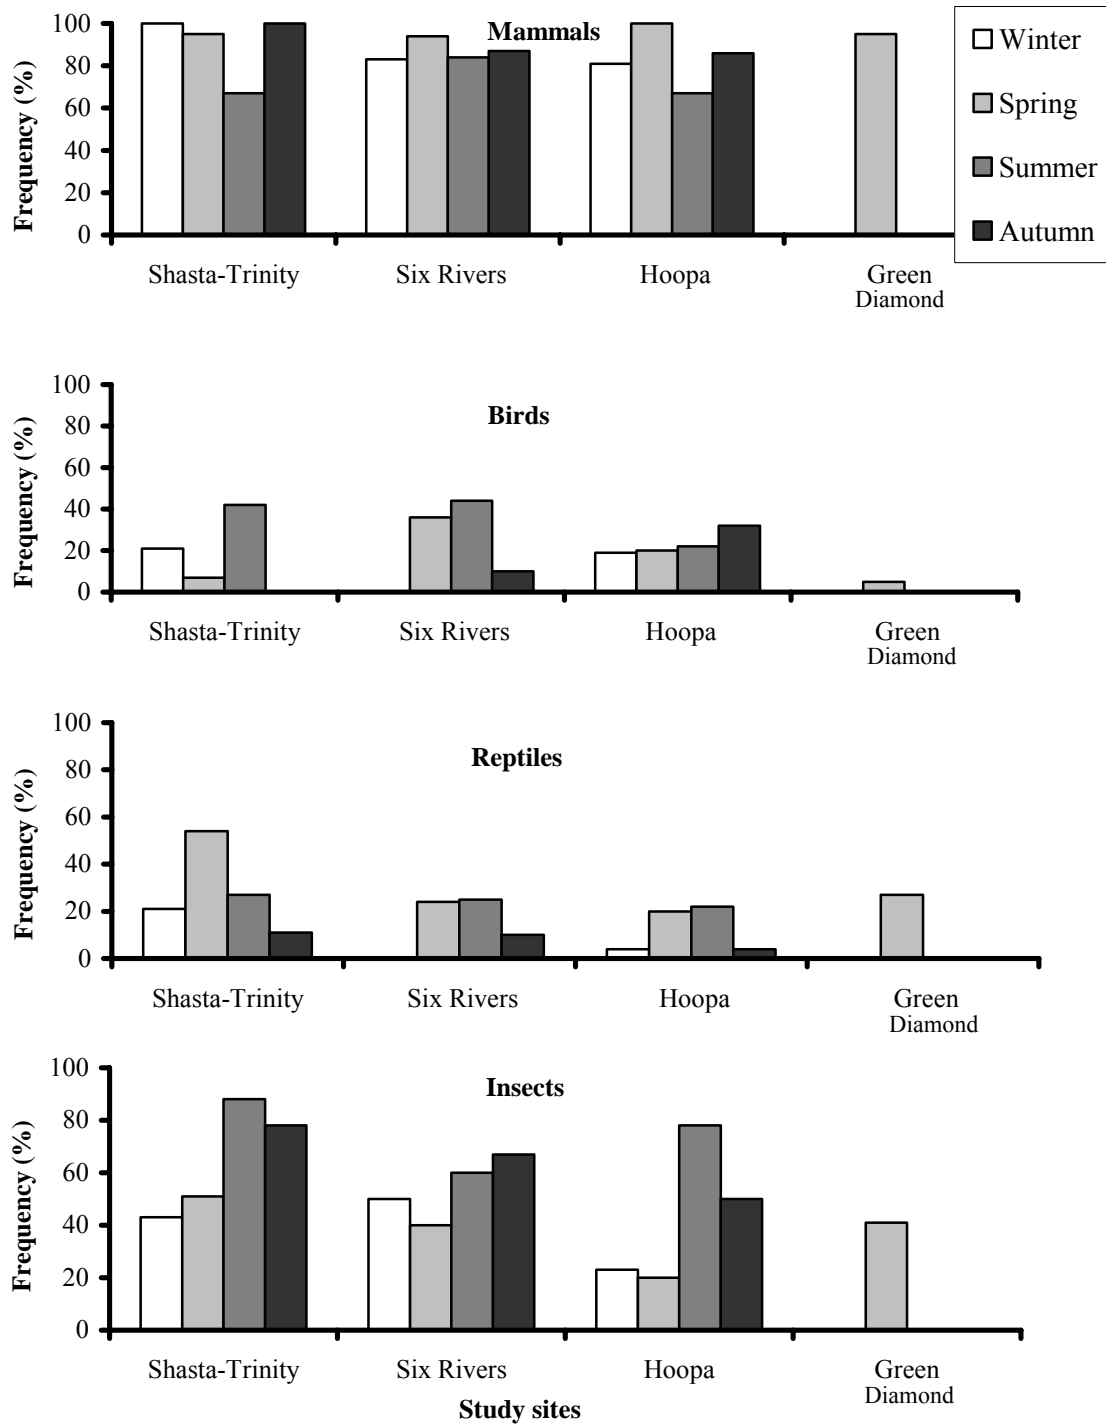 Mammals
Frequency (%)
100
80
60
40
20
0
Shasta-Trinity
Six Rivers
Hoopa
Green
Diamond
Winter
Spring
Summer
Autumn
Birds
Frequency (%)
100
80
60
40
20
0
Shasta-Trinity
Six Rivers
Hoopa
Green
Diamond
Reptiles
Frequency (%)
100
80
60
40
20
0
Shasta-Trinity
Six Rivers
Hoopa
Green
Diamond
Insects
Frequency (%)
100
80
60
40
20
0
Shasta-Trinity
Six Rivers
Hoopa
Green
Diamond
Study sites